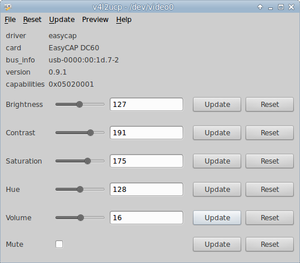 v4l2ucp - /dev/video0
File Reset Update Preview Help
driver easycap
card EasyCAP DC60
bus_info usb-0000:00:1d.7-2
version 0.9.1
capabilities 0x05020001
Brightness 127 Update Reset
Contrast 191 Update Reset
Saturation 175 Update Reset
Hue 128 Update Reset
Volume 16 Update Reset
Mute Update Reset